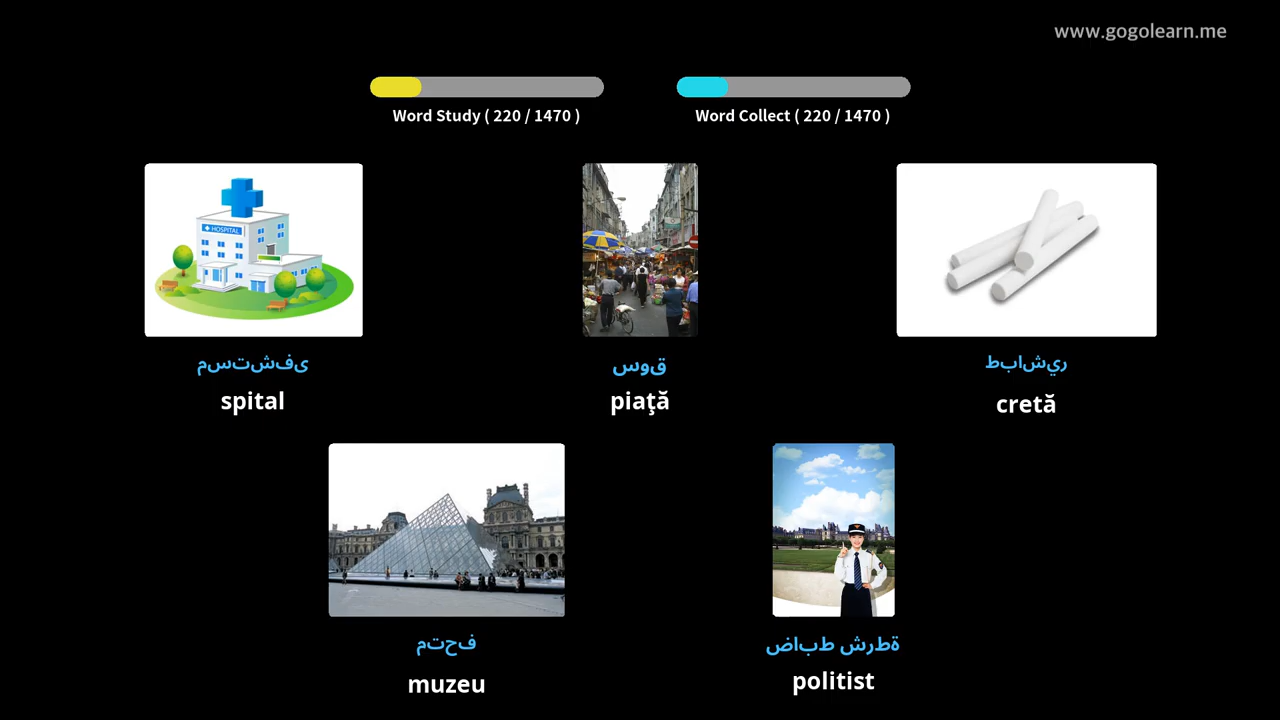 www.gogolearn.me
Word Study ( 220 / 1470 )
Word Collect ( 220 / 1470 )
HOSPITAL
مستشفى
spital
سوق
piaţă
طباشير
cretă
متحف
muzeu
ضابط شرطة
politist